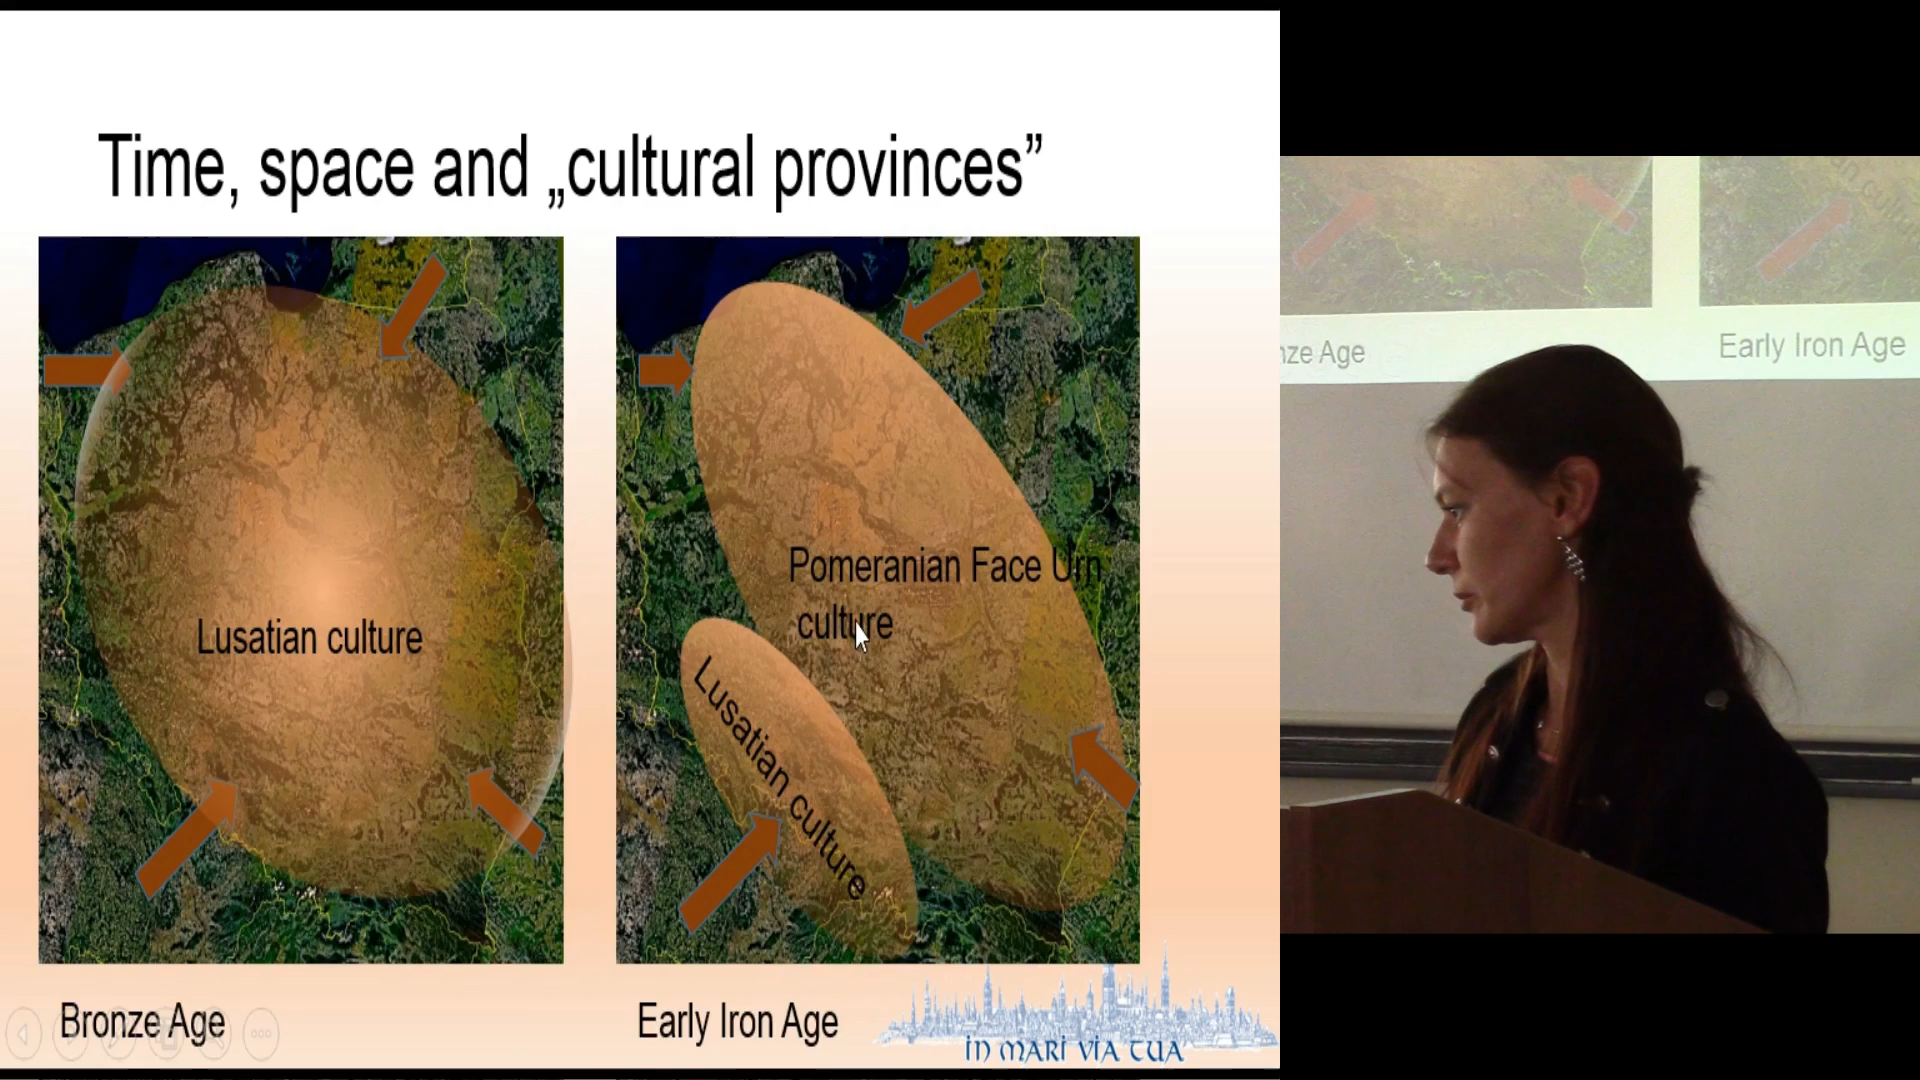 Time, space and „cultural provinces”
Lusatian culture
Pomeranian Face Urn
culture
Lusatian culture
Bronze Age
Early Iron Age
IN MARI VIA TUA
nze Age
Early Iron Age